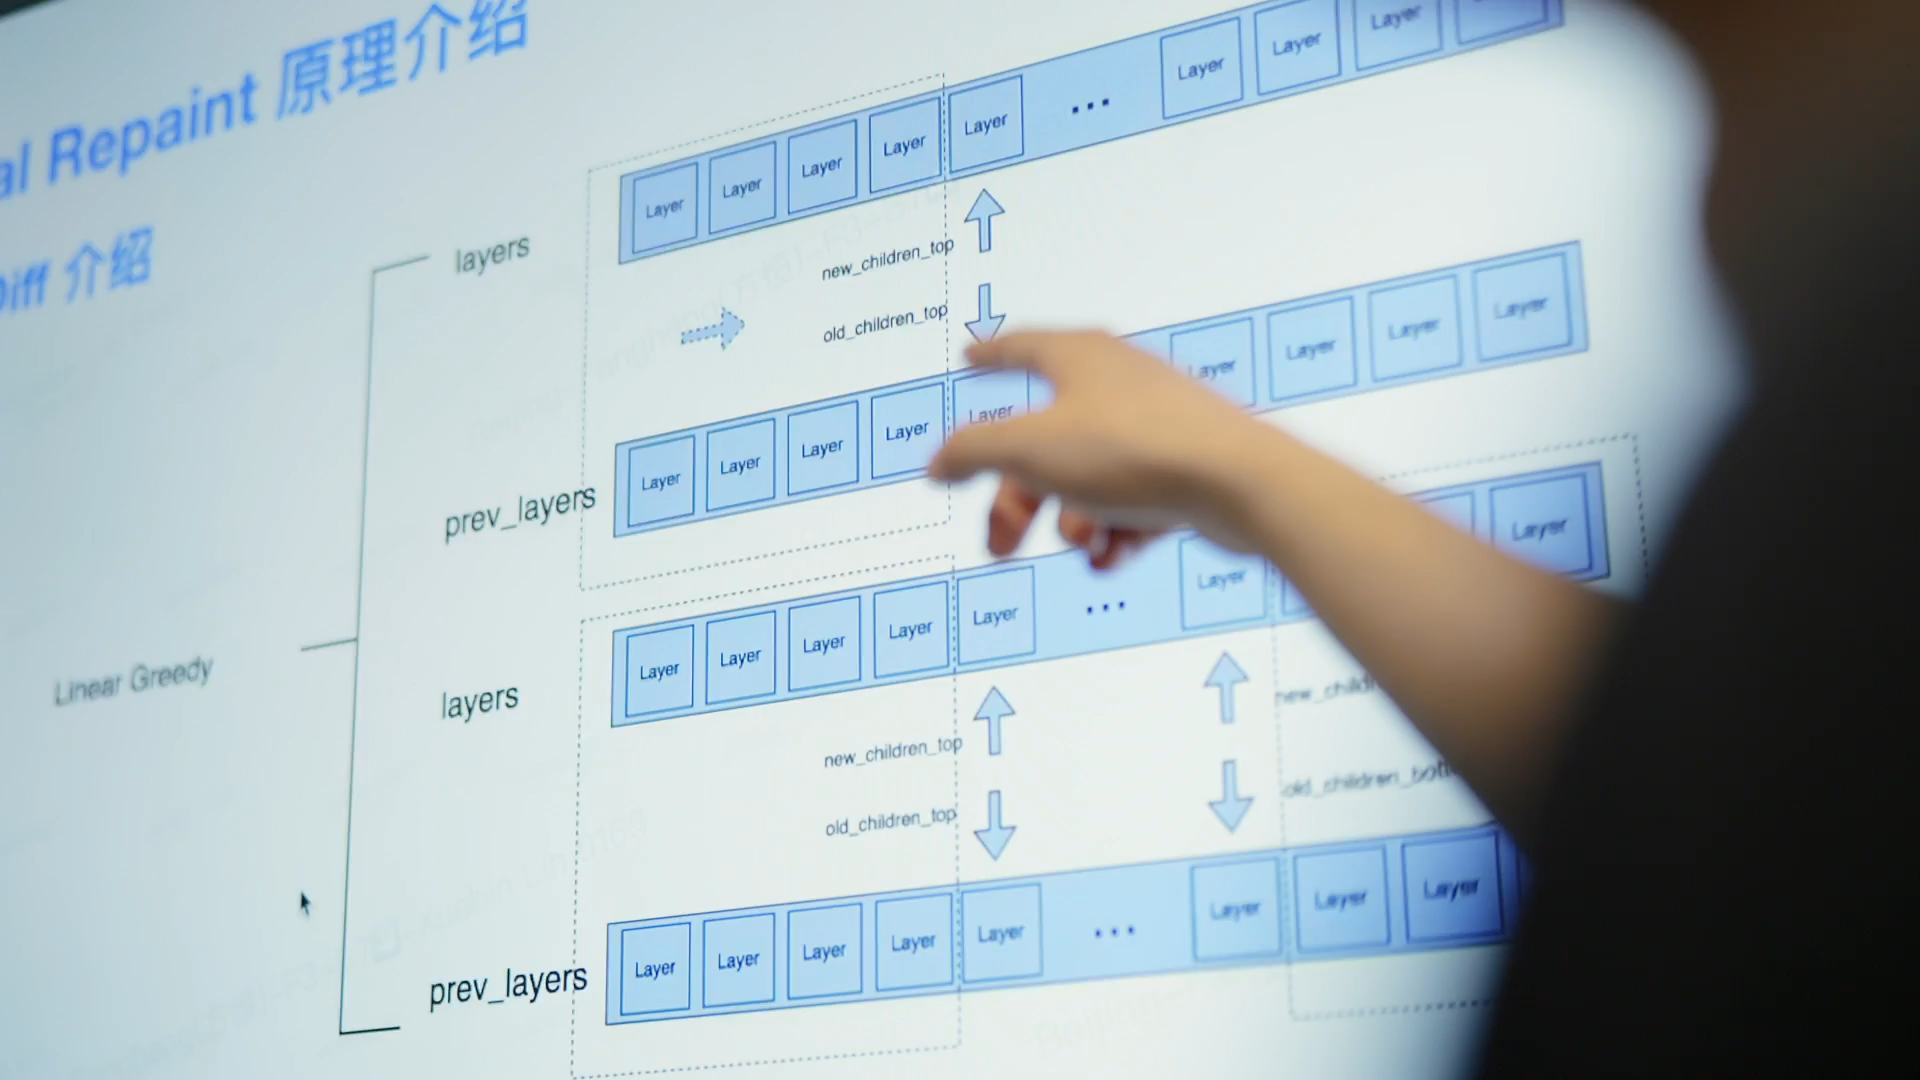 al Repaint 原理介绍
Diff 介绍
Linear Greedy
layers
Layer Layer Layer Layer Layer ... Layer Layer Layer
new_children_top
old_children_top
prev_layers
Layer Layer Layer Layer Layer Layer Layer Layer Layer
layers
Layer Layer Layer Layer Layer ... Layer Layer
new_children_top
old_children_top
old_children_bott
prev_layers
Layer Layer Layer Layer Layer ... Layer Layer Layer